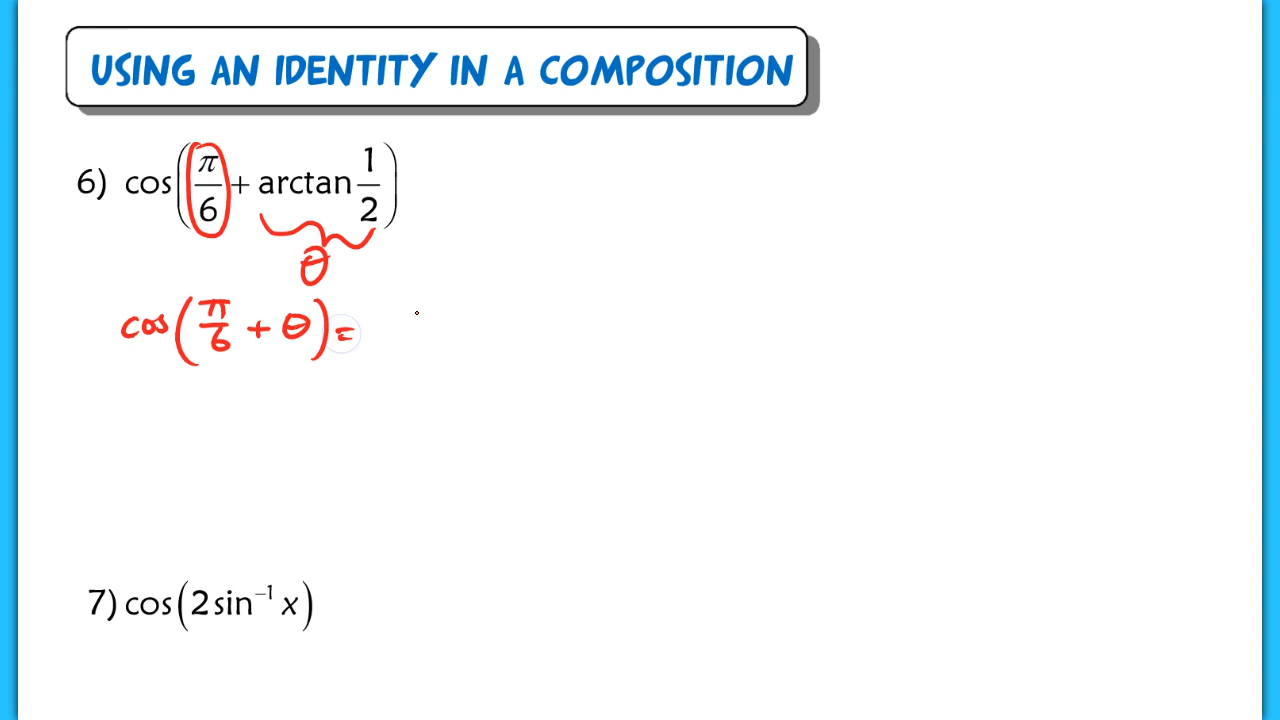 USING AN IDENTITY IN A COMPOSITION
6) cos(π/6 + arctan 1/2)
θ
cos(π/6 + θ) =
7) cos(2 sin⁻¹ x)